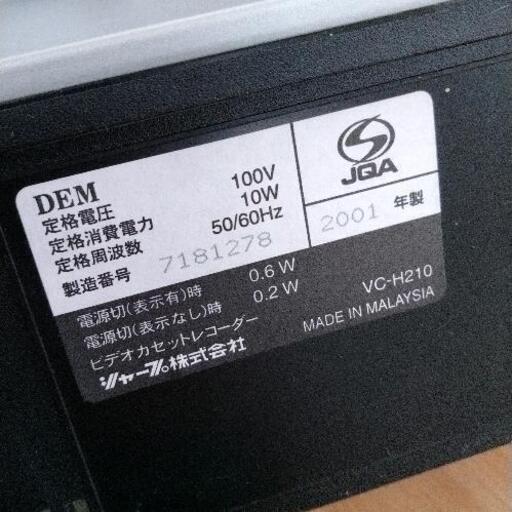 DEM
定格電圧 100V
定格消費電力 10W
定格周波数 50/60Hz
製造番号 7181278
JQA
2001 年製
電源切(表示有)時 0.6 W
電源切(表示なし)時 0.2 W
ビデオカセットレコーダー VC-H210
シャープ株式会社 MADE IN MALAYSIA